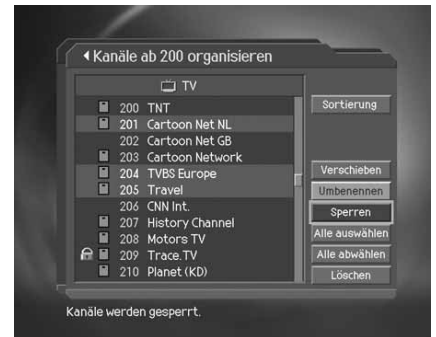 Kanäle ab 200 organisieren
TV
200 TNT
201 Cartoon Net NL
202 Cartoon Net GB
203 Cartoon Network
204 TVBS Europe
205 Travel
206 CNN Int.
207 History Channel
208 Motors TV
209 Trace.TV
210 Planet (KD)
Sortierung
Verschieben
Umbenennen
Sperren
Alle auswählen
Alle abwählen
Löschen
Kanäle werden gesperrt.